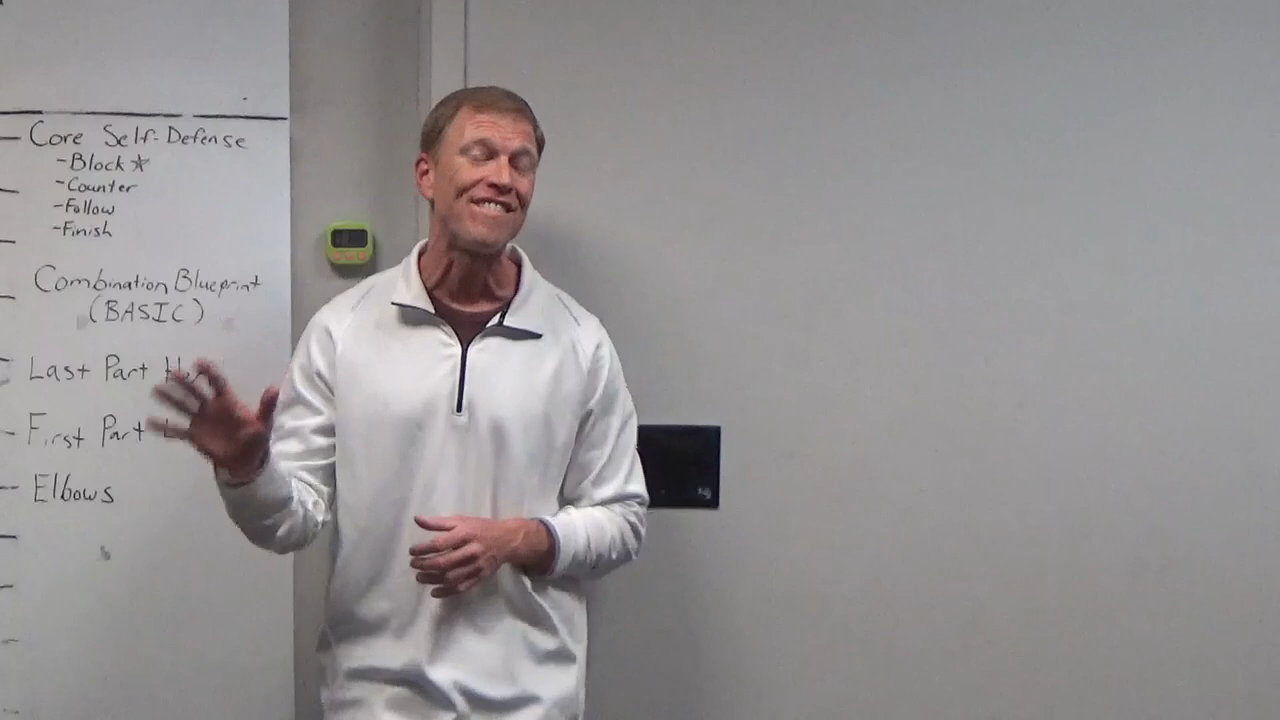 Core Self-Defense
-Block☆
-Counter
-Follow
-Finish
Combination Blueprint
(BASIC)
Last Part
First Part
Elbows